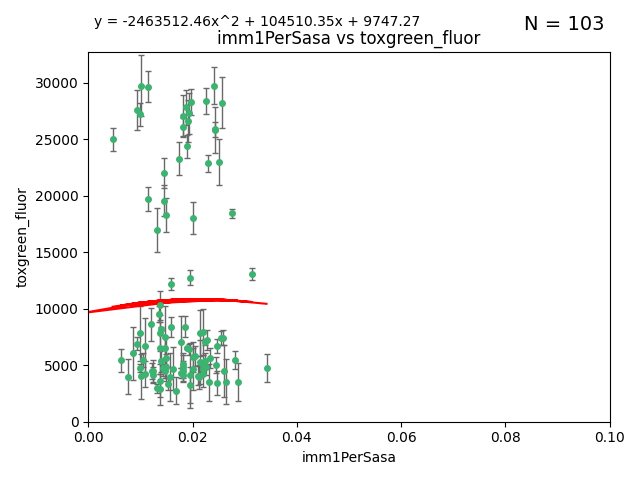 y = -2463512.46x^2 + 104510.35x + 9747.27
N = 103
imm1PerSasa vs toxgreen_fluor
toxgreen_fluor
30000
25000
20000
15000
10000
5000
0
0.00 0.02 0.04 0.06 0.08 0.10
imm1PerSasa